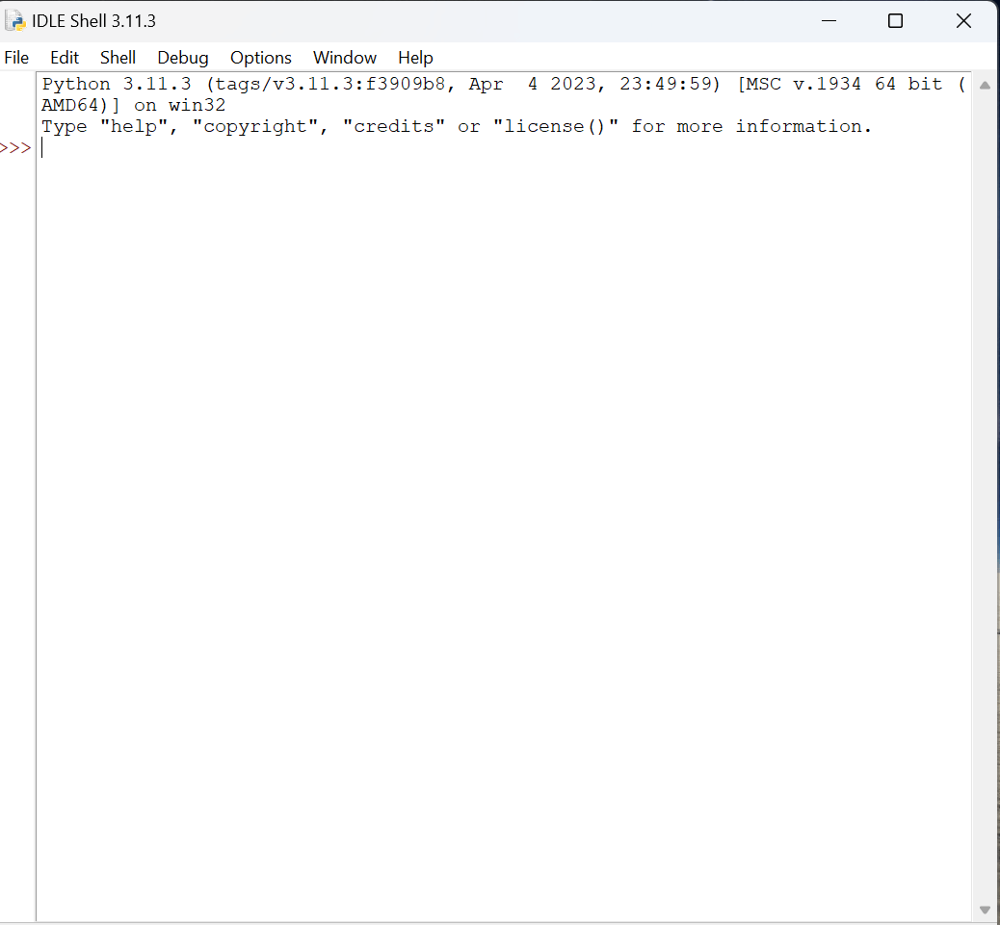 IDLE Shell 3.11.3
File Edit Shell Debug Options Window Help
Python 3.11.3 (tags/v3.11.3:f3909b8, Apr  4 2023, 23:49:59) [MSC v.1934 64 bit (
AMD64)] on win32
Type "help", "copyright", "credits" or "license()" for more information.
>>>